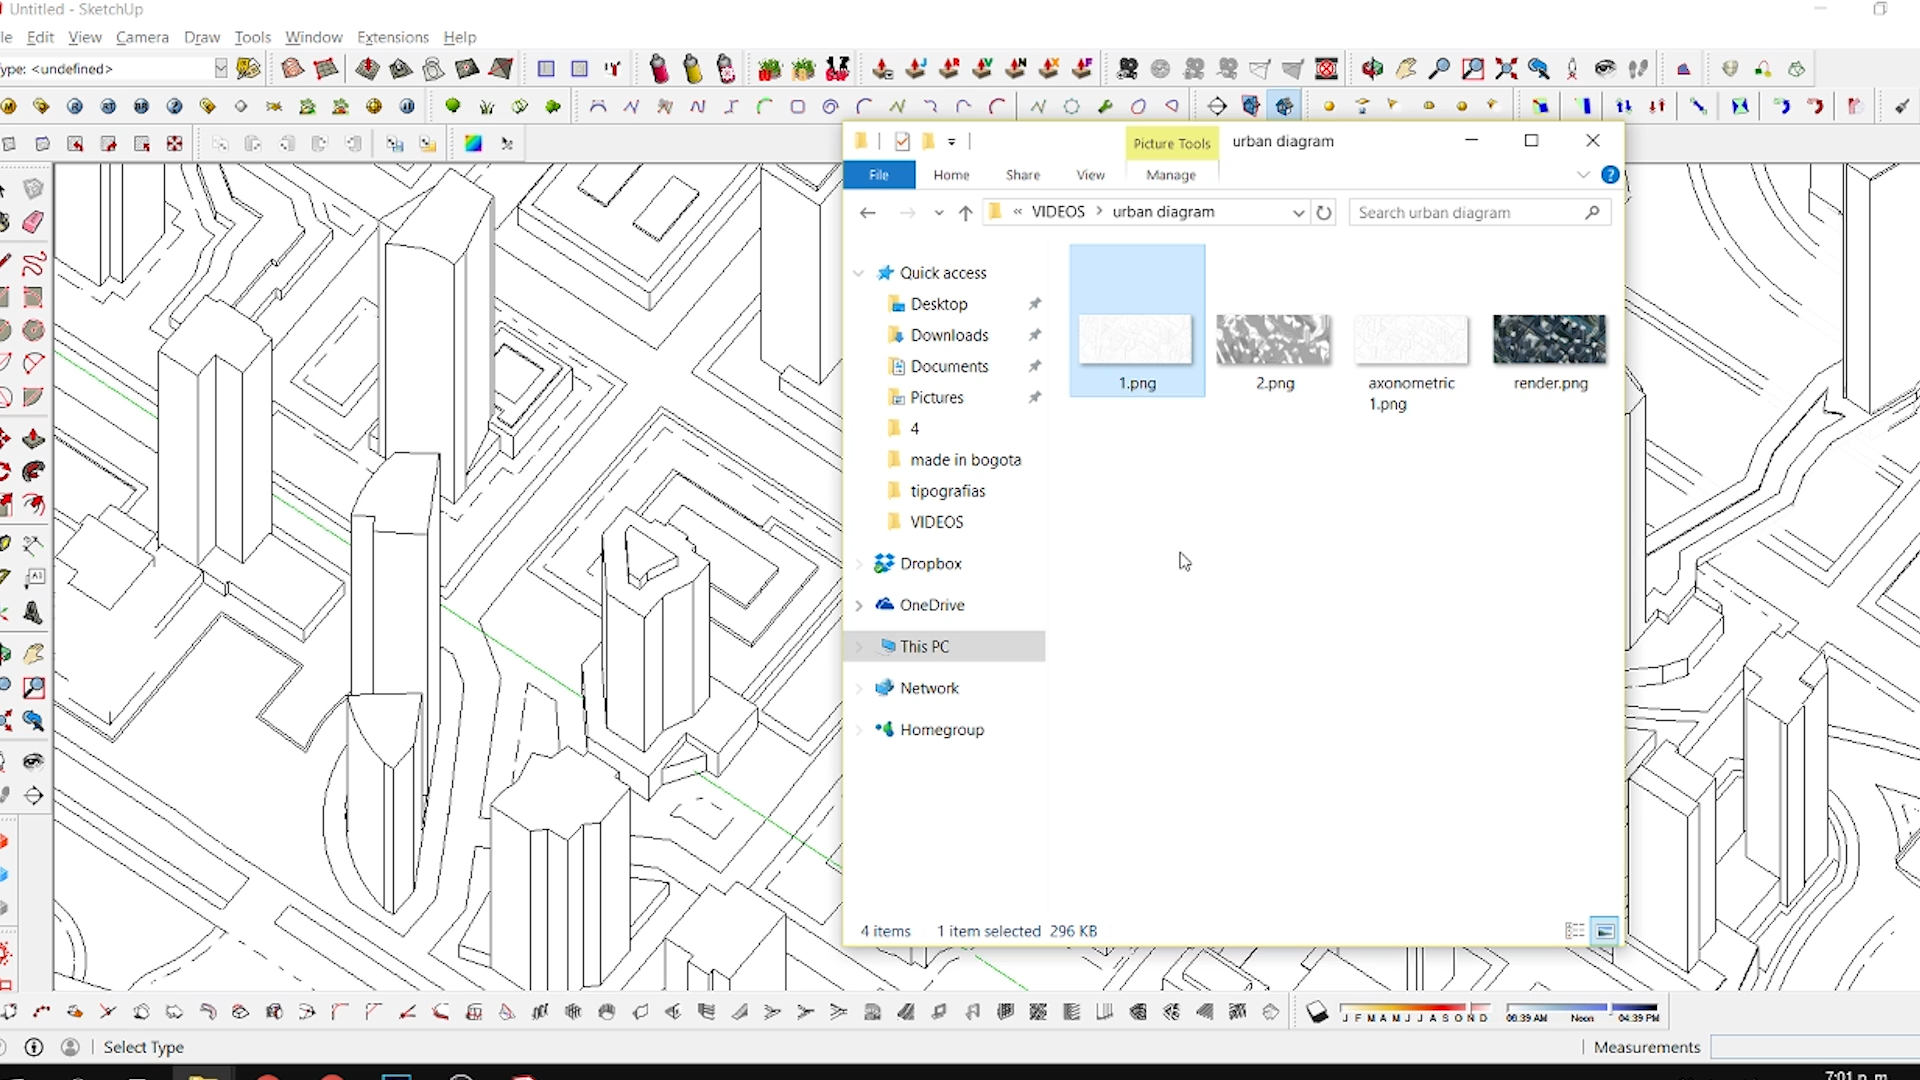 Untitled - SketchUp
le Edit View Camera Draw Tools Window Extensions Help
ype: <undefined>
Picture Tools urban diagram
File Home Share View Manage
« VIDEOS > urban diagram
Search urban diagram
Quick access
Desktop
Downloads
Documents
Pictures
4
made in bogota
tipografias
VIDEOS
Dropbox
OneDrive
This PC
Network
Homegroup
1.png
2.png
axonometric
1.png
render.png
4 items 1 item selected 296 KB
J F M A M J J A S O N D
06:39 AM Noon 04:39 PM
Select Type
Measurements
7:01 p. m.